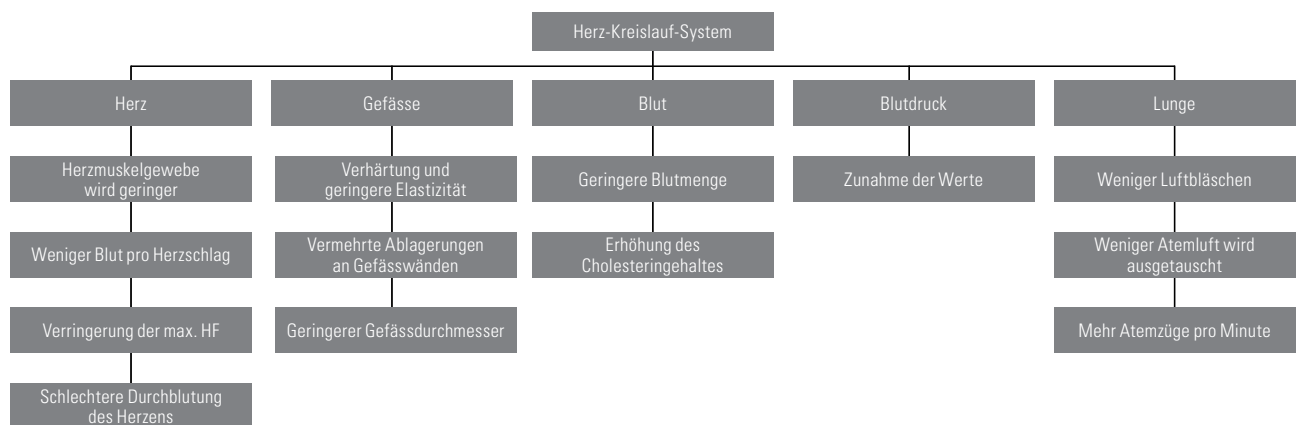 Herz-Kreislauf-System
Herz
Gefässe
Blut
Blutdruck
Lunge
Herzmuskelgewebe
wird geringer
Verhärtung und
geringere Elastizität
Geringere Blutmenge
Zunahme der Werte
Weniger Luftbläschen
Weniger Blut pro Herzschlag
Vermehrte Ablagerungen
an Gefässwänden
Erhöhung des
Cholesteringehaltes
Weniger Atemluft wird
ausgetauscht
Verringerung der max. HF
Geringerer Gefässdurchmesser
Mehr Atemzüge pro Minute
Schlechtere Durchblutung
des Herzens